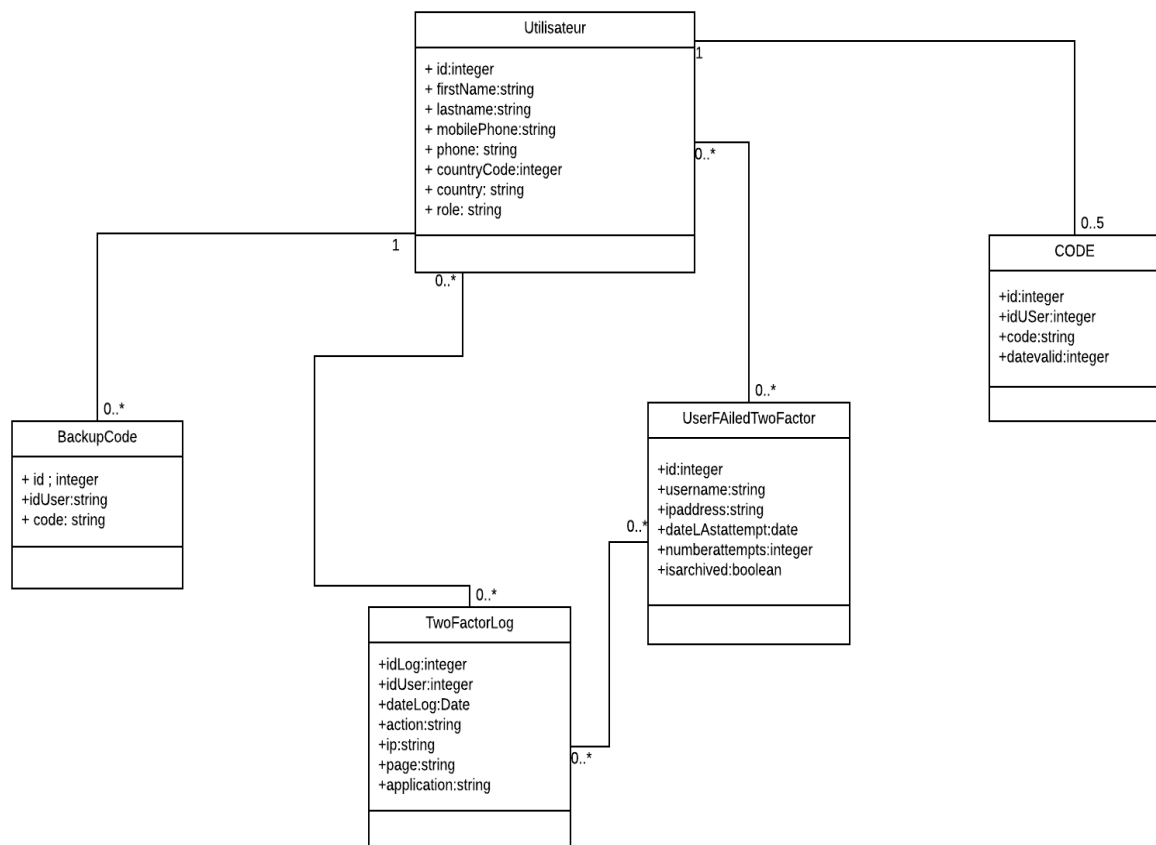 Utilisateur
+ id:integer
+ firstName:string
+ lastname:string
+ mobilePhone:string
+ phone: string
+ countryCode:integer
+ country: string
+ role: string
1
0..*
1
0..*
0..5
CODE
+id:integer
+idUSer:integer
+code:string
+datevalid:integer
0..*
BackupCode
+ id ; integer
+idUser:string
+ code: string
0..*
UserFAiledTwoFactor
+id:integer
+username:string
+ipaddress:string
+dateLAstattempt:date
+numberattempts:integer
+isarchived:boolean
0..*
0..*
TwoFactorLog
+idLog:integer
+idUser:integer
+dateLog:Date
+action:string
+ip:string
+page:string
+application:string
0..*